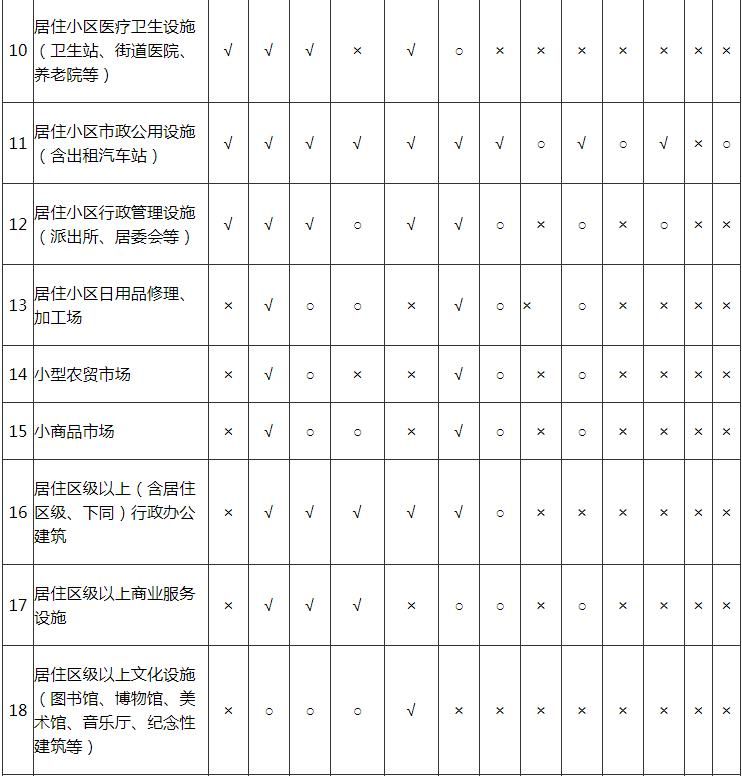 居住小区医疗卫生设施
10 （卫生站、街道医院、 √ √ √ × √ ○ × × × × × × ×
养老院等）
居住小区市政公用设施
11 （含出租汽车站） √ √ √ √ √ √ √ ○ √ ○ √ × ○
居住小区行政管理设施
12 （派出所、居委会等） √ √ √ ○ √ √ ○ × ○ × ○ × ×
居住小区日用品修理、
13 加工场 × √ ○ ○ × √ ○ × ○ × × × ×
14 小型农贸市场 × √ ○ × × √ ○ × ○ × × × ×
15 小商品市场 × √ ○ ○ × √ ○ × ○ × × × ×
居住区级以上（含居住
16 区级、下同）行政办公 × √ √ √ √ √ ○ × × × × × ×
建筑
居住区级以上商业服务
17 设施 × √ √ √ × ○ ○ × ○ × × × ×
居住区级以上文化设施
（图书馆、博物馆、美
18 术馆、音乐厅、纪念性 × ○ ○ ○ √ × × × × × × × ×
建筑等）